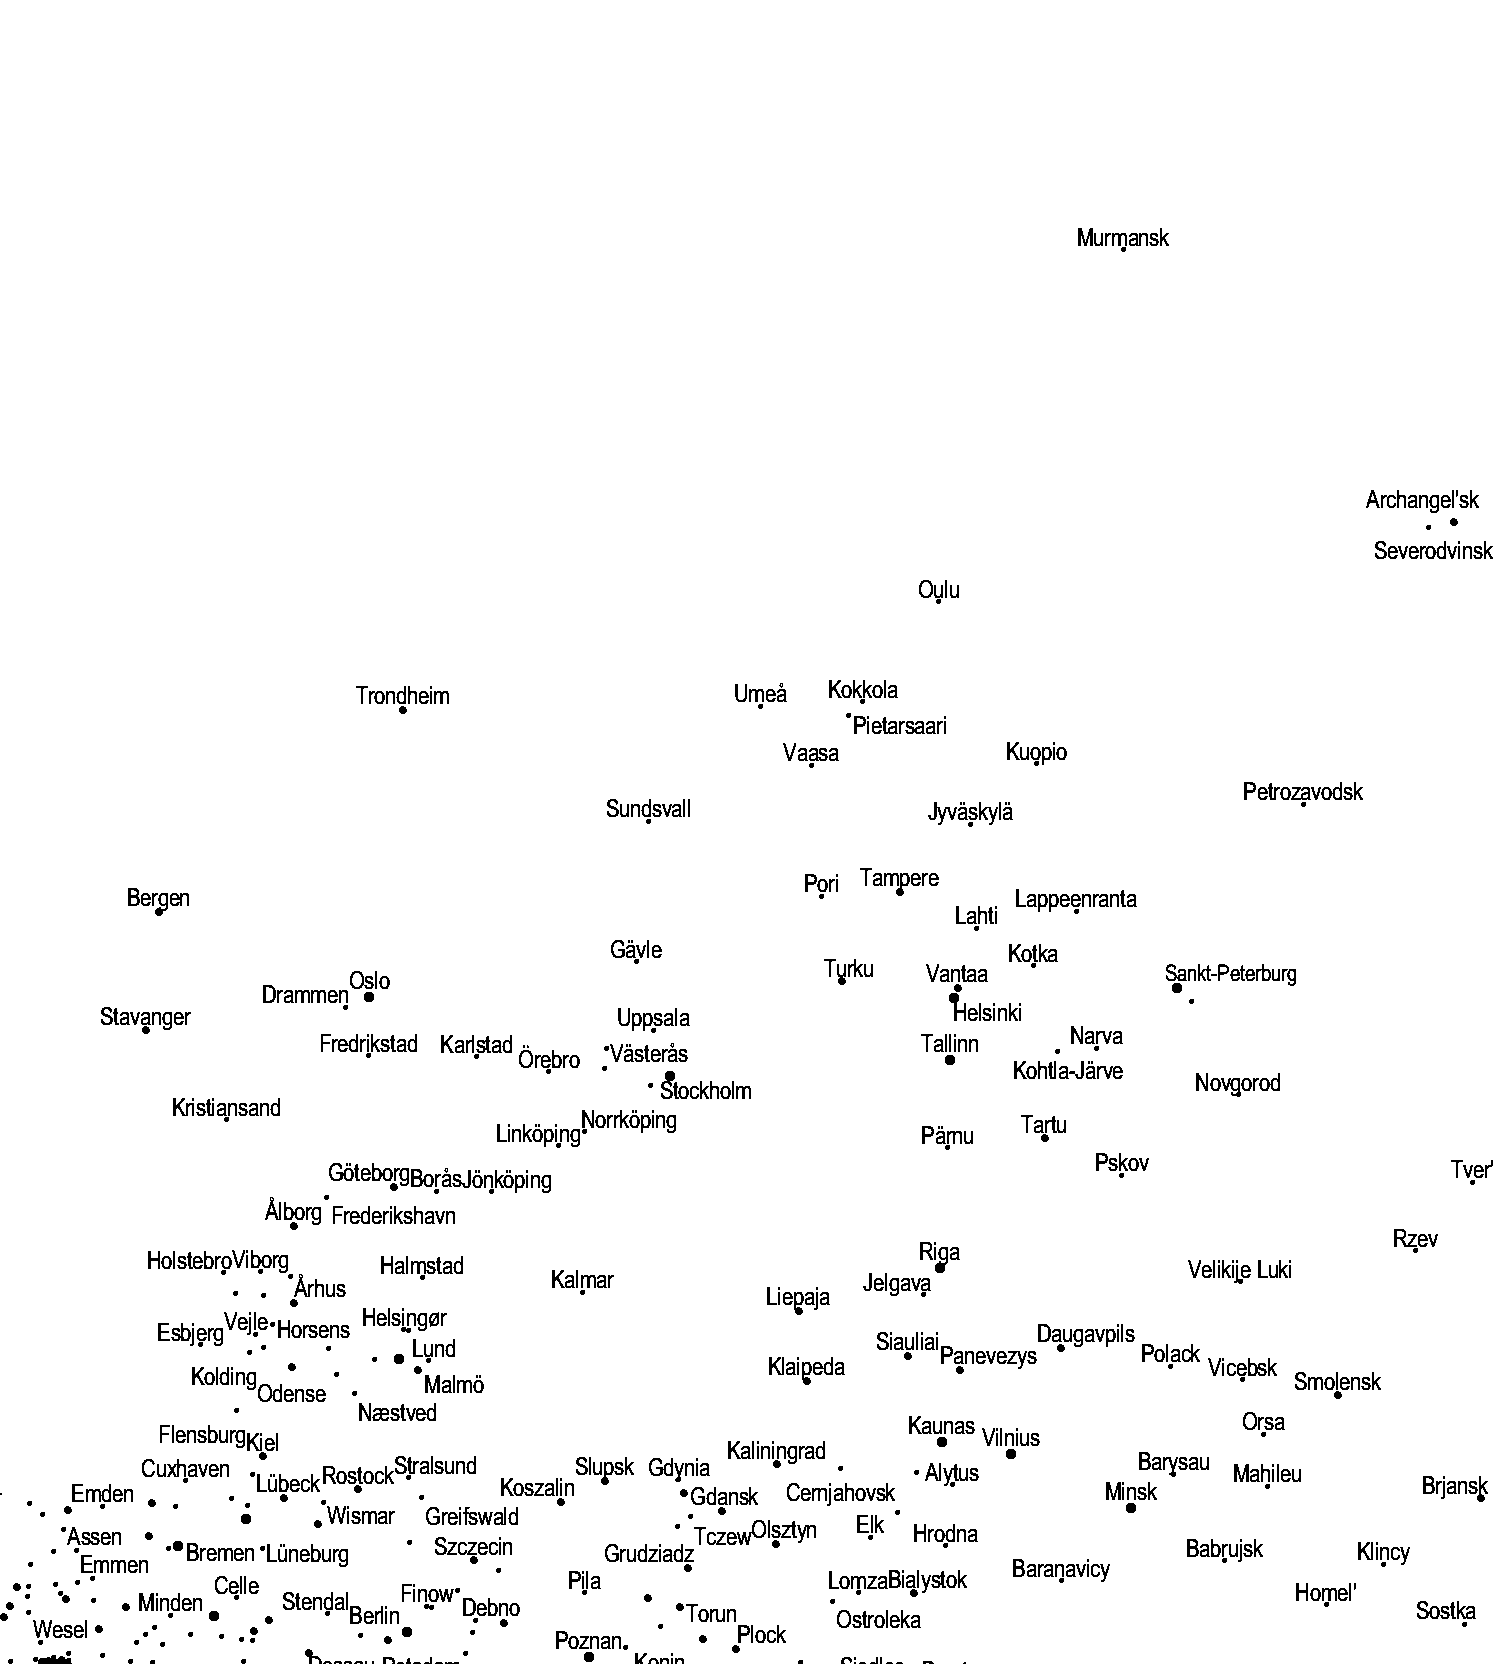 Murmansk
Archangel'sk
Severodvinsk
Oulu
Trondheim
Umeå
Kokkola
Pietarsaari
Vaasa
Kuopio
Petrozavodsk
Sundsvall
Jyväskylä
Pori
Tampere
Bergen
Lappeenranta
Lahti
Gävle
Kotka
Turku
Vantaa
Sankt-Peterburg
Oslo
Drammen
Helsinki
Stavanger
Uppsala
Narva
Fredrikstad
Karlstad
Tallinn
Örebro
Västerås
Kohtla-Järve
Novgorod
Stockholm
Kristiansand
Norrköping
Linköping
Tartu
Pärnu
Pskov
Tver'
Göteborg
Borås
Jönköping
Ålborg
Frederikshavn
Rzev
Riga
Holstebro
Viborg
Halmstad
Velikije Luki
Kalmar
Jelgava
Århus
Liepaja
Helsingør
Vejle
Horsens
Esbjerg
Daugavpils
Siauliai
Lund
Panevezys
Polack
Klaipeda
Vicebsk
Kolding
Malmö
Smolensk
Odense
Næstved
Orsa
Kaunas
Flensburg
Vilnius
Kiel
Kaliningrad
Barysau
Cuxhaven
Stralsund
Slupsk
Gdynia
Rostock
Alytus
Mahileu
Lübeck
Koszalin
Brjansk
Emden
Cernjahovsk
Minsk
Gdansk
Wismar
Greifswald
Elk
Olsztyn
Hrodna
Assen
Tczew
Szczecin
Babrujsk
Klincy
Bremen
Lüneburg
Grudziadz
Emmen
Baranavicy
Pila
Lomza
Bialystok
Celle
Finow
Homel'
Minden
Stendal
Debno
Sostka
Berlin
Torun
Ostroleka
Wesel
Plock
Poznan
Konin
Dessau
Potsdam
Siedlce